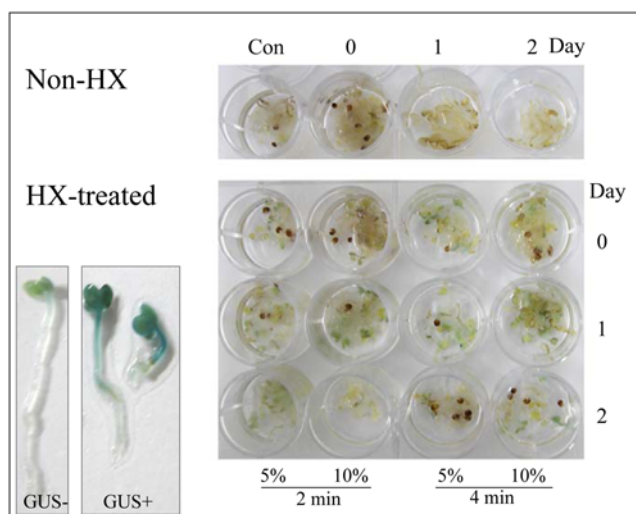 Con 0 1 2 Day
Non-HX
HX-treated
Day
0
1
2
GUS-
GUS+
5% 10% 5% 10%
2 min 4 min